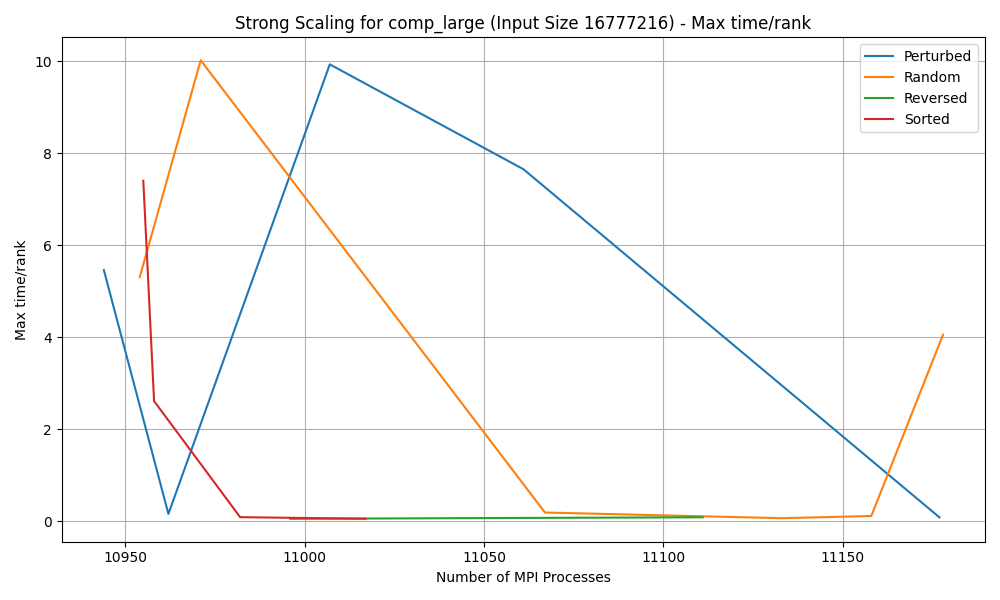 Strong Scaling for comp_large (Input Size 16777216) - Max time/rank
Perturbed
Random
Reversed
Sorted
Max time/rank
10
8
6
4
2
0
10950 11000 11050 11100 11150
Number of MPI Processes